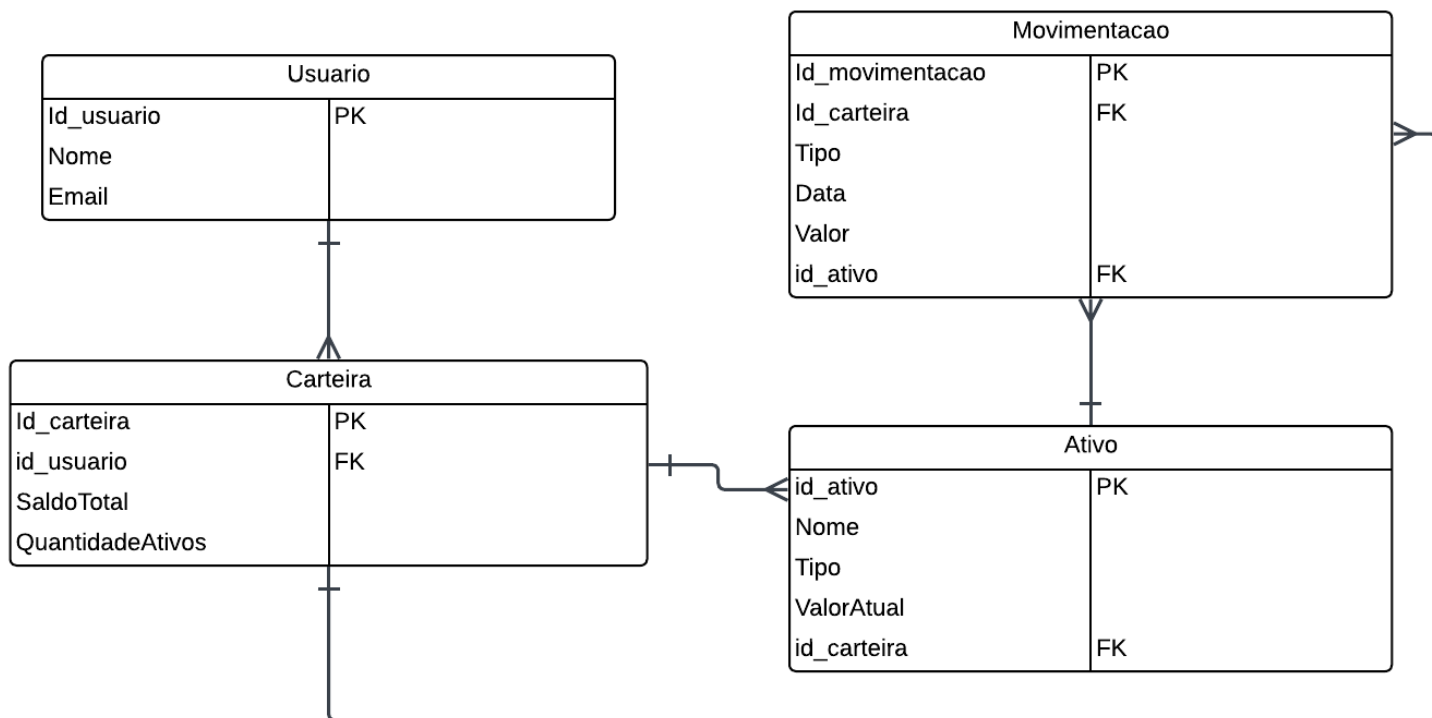 Usuario
Id_usuario PK
Nome
Email
Movimentacao
Id_movimentacao PK
Id_carteira FK
Tipo
Data
Valor
id_ativo FK
Carteira
Id_carteira PK
id_usuario FK
SaldoTotal
QuantidadeAtivos
Ativo
id_ativo PK
Nome
Tipo
ValorAtual
id_carteira FK